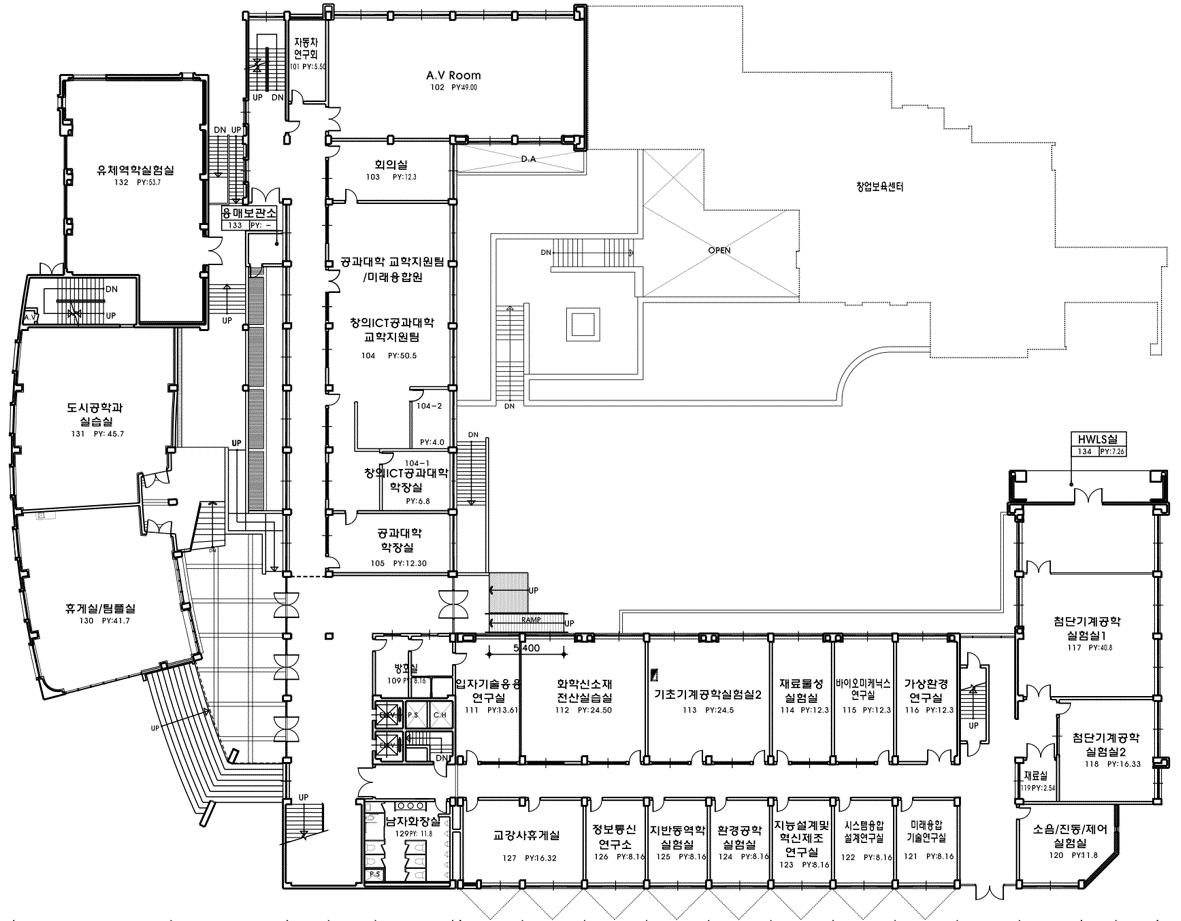 자동차
연구회
101 PY:5.50
A.V Room
102 PY:49.00
UP DN
DN UP
유체역학실험실
132 PY:53.7
회의실
103 PY:12.3
D.A
창업보육센터
용매보관소
133 PY: -
OPEN
DN
공과대학 교학지원팀
/미래융합원
창의ICT공과대학
교학지원팀
104 PY:50.5
DN
UP
A.V
UP
DN
도시공학과
실습실
131 PY:45.7
104-2
PY:4.0
UP
DN
104-1
창의ICT공과대학
학장실
PY:6.8
HWLS실
134 PY:7.26
공과대학
학장실
105 PY:12.30
DN
휴게실/팀플실
130 PY:41.7
UP
RAMP UP
5,400
첨단기계공학
실험실1
117 PY:40.8
방호실
109 PY:8.16
입자기술응용
연구실
111 PY:13.61
화학신소재
전산실습실
112 PY:24.50
기초기계공학실험실2
113 PY:24.5
재료물성
실험실
114 PY:12.3
바이오미케닉스
연구실
115 PY:12.3
가상환경
연구실
116 PY:12.3
UP
P.S
C.H
DN
UP
첨단기계공학
실험실2
118 PY:16.33
재료실
119 PY:2.54
UP
남자화장실
129 PY: 11.8
P.S
교강사휴게실
127 PY:16.32
정보통신
연구소
126 PY:8.16
지반동역학
실험실
125 PY:8.16
환경공학
실험실
124 PY:8.16
지능설계및
혁신제조
연구실
123 PY:8.16
시스템융합
설계연구실
122 PY:8.16
미래융합
기술연구실
121 PY:8.16
소음/진동/제어
실험실
120 PY:11.8